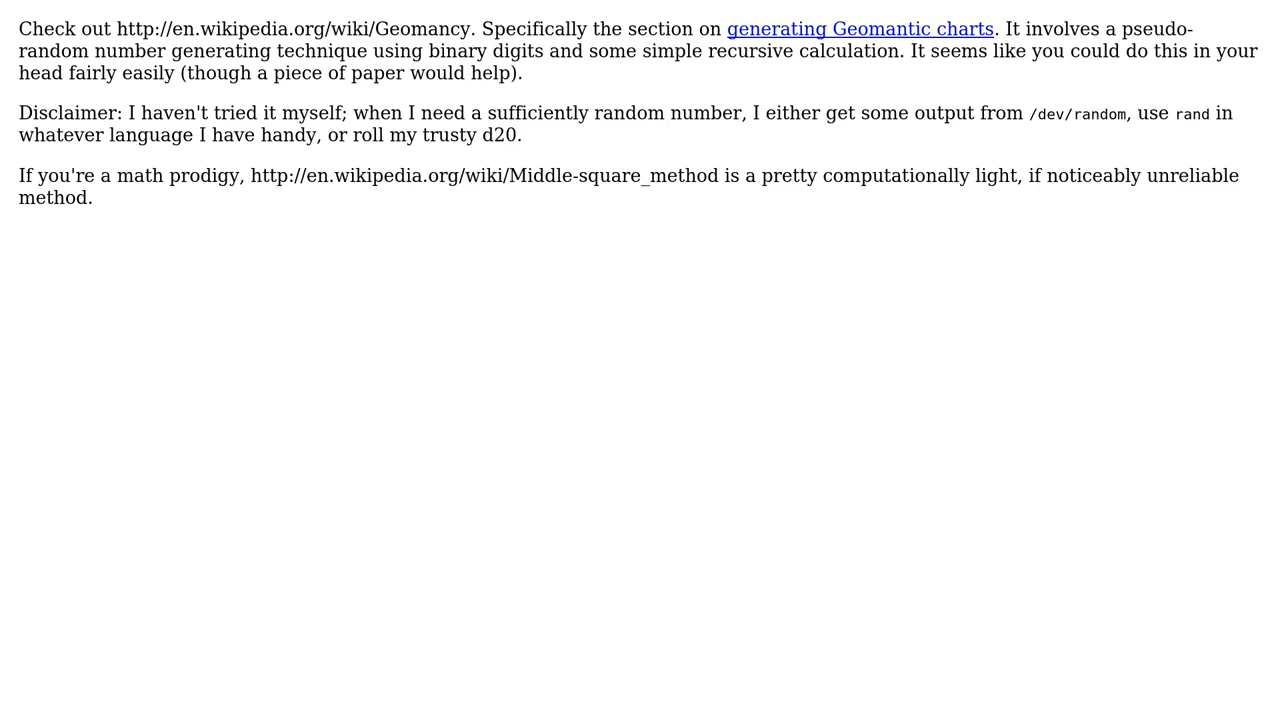 Check out http://en.wikipedia.org/wiki/Geomancy. Specifically the section on generating Geomantic charts. It involves a pseudo-
random number generating technique using binary digits and some simple recursive calculation. It seems like you could do this in your
head fairly easily (though a piece of paper would help).
Disclaimer: I haven't tried it myself; when I need a sufficiently random number, I either get some output from /dev/random, use rand in
whatever language I have handy, or roll my trusty d20.
If you're a math prodigy, http://en.wikipedia.org/wiki/Middle-square_method is a pretty computationally light, if noticeably unreliable
method.